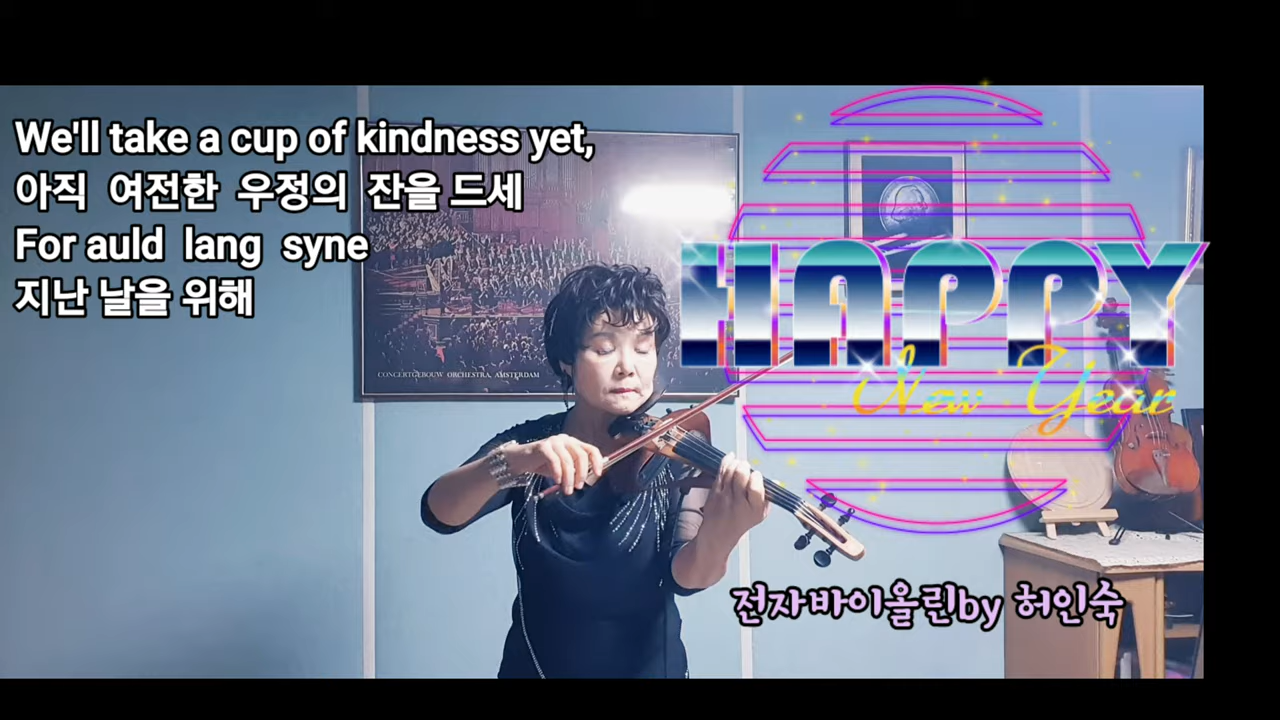 We'll take a cup of kindness yet,
아직 여전한 우정의 잔을 드세
For auld lang syne
지난 날을 위해
CONCERTGEBOUW ORCHESTRA, AMSTERDAM
HAPPY
New Year
전자바이올린by 허인숙